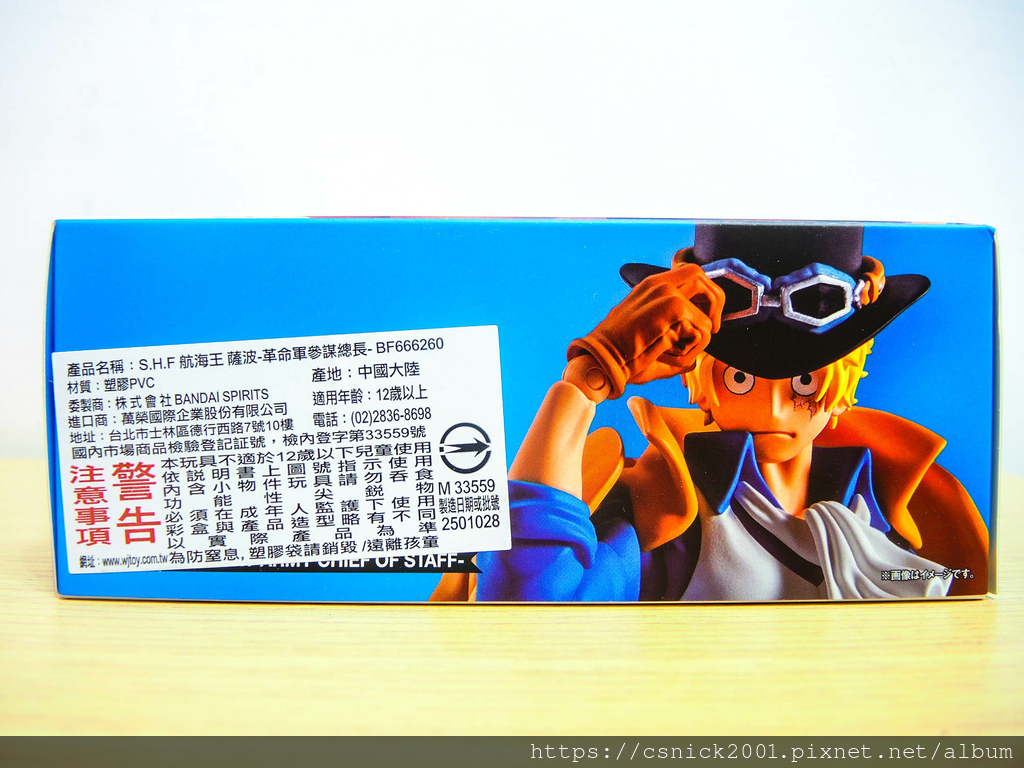 產品名稱：S.H.F 航海王 薩波-革命軍參謀總長- BF666260
材質：塑膠PVC
產地：中國大陸
委製商：株式會社 BANDAI SPIRITS
適用年齡：12歲以上
進口商：萬榮國際企業股份有限公司
電話：(02)2836-8698
地址：台北市士林區德行西路7號10樓
國內市場商品檢驗登記証號，檢內登字第33559號
注意事項
警告
本玩具不適於12歲以下兒童使用
依說明書上圖號指示使用
內含小物件玩具請勿吞食
功能性尖銳物
必須在成年人監護下使用
彩盒與產品造型略有不同
以實際產品為準
M 33559
製造日期或批號
2501028
網址：www.wjtoy.com.tw
為防窒息,塑膠袋請銷毀/遠離孩童
ARMY CHIEF OF STAFF-
※画像はイメージです。
https://csnick2001.pixnet.net/album